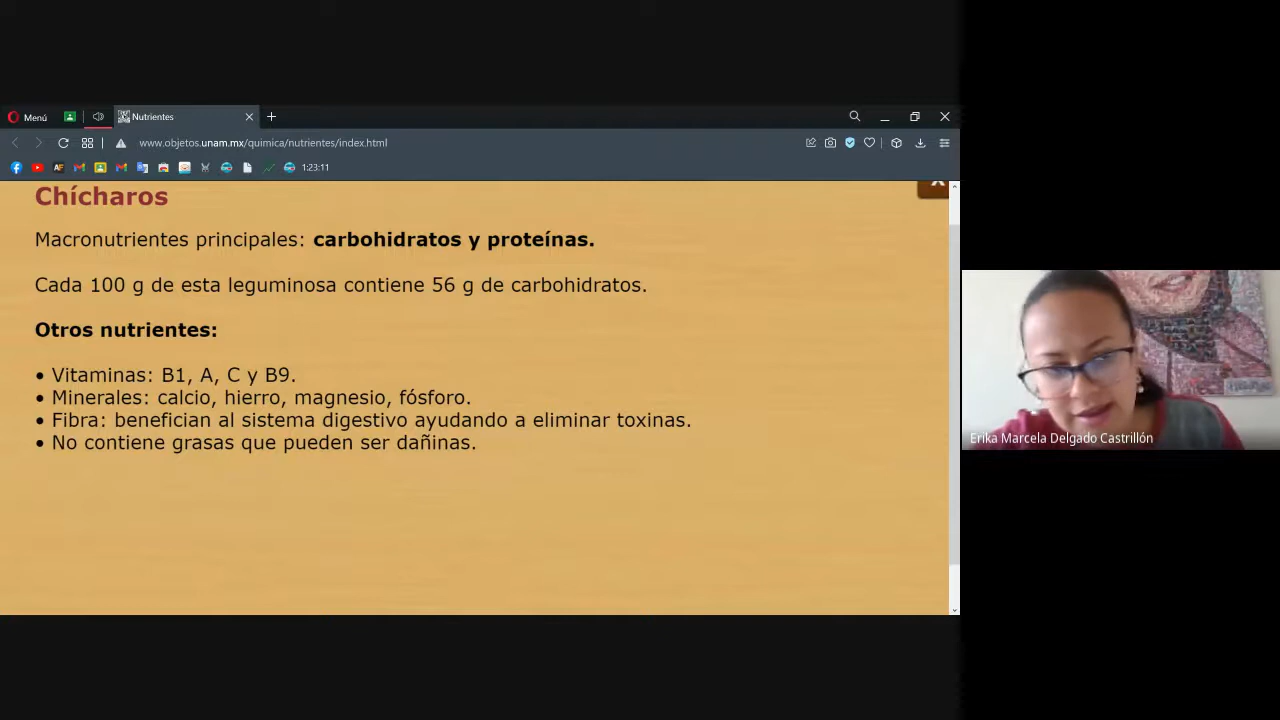 Menú
Nutrientes
www.objetos.unam.mx/quimica/nutrientes/index.html
AF
1:23:11
Chícharos
X
Macronutrientes principales: carbohidratos y proteínas.
Cada 100 g de esta leguminosa contiene 56 g de carbohidratos.
Otros nutrientes:
• Vitaminas: B1, A, C y B9.
• Minerales: calcio, hierro, magnesio, fósforo.
• Fibra: benefician al sistema digestivo ayudando a eliminar toxinas.
• No contiene grasas que pueden ser dañinas.
Erika Marcela Delgado Castrillón